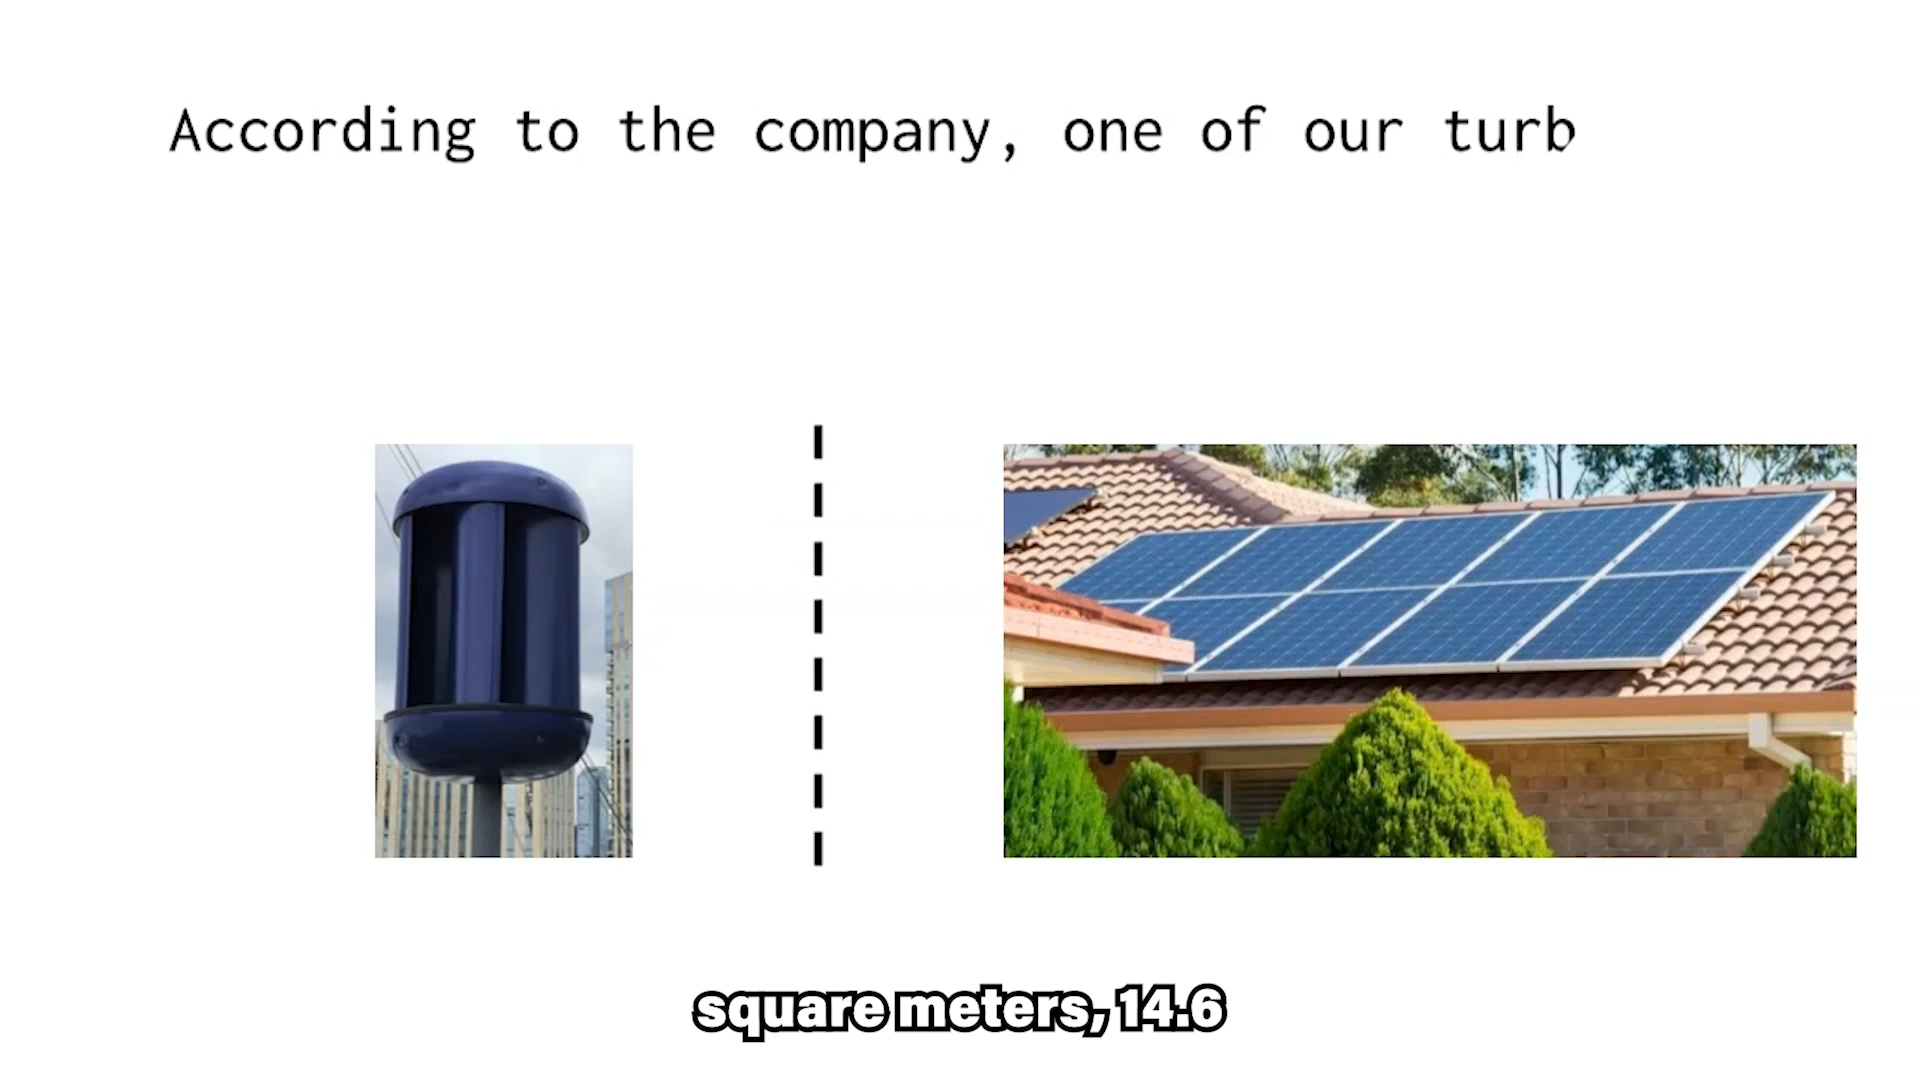 According to the company, one of our turb
square meters, 14.6